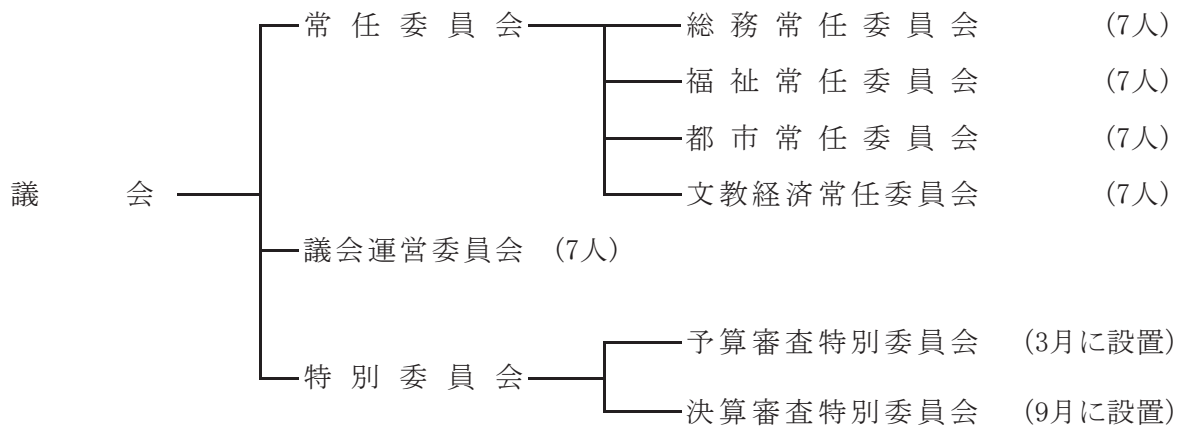 常任委員会 総務常任委員会 (7人)
福祉常任委員会 (7人)
都市常任委員会 (7人)
議会 文教経済常任委員会 (7人)
議会運営委員会 (7人)
予算審査特別委員会 (3月に設置)
特別委員会
決算審査特別委員会 (9月に設置)